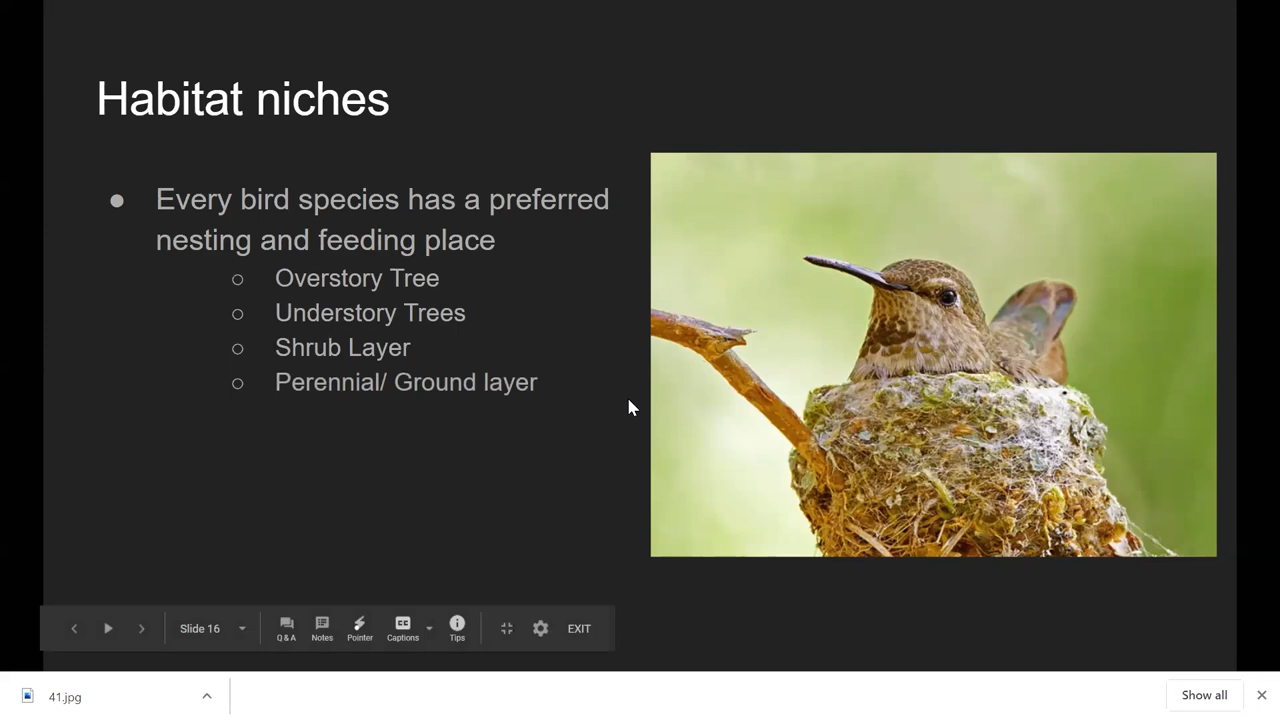 Habitat niches
● Every bird species has a preferred
nesting and feeding place
○ Overstory Tree
○ Understory Trees
○ Shrub Layer
○ Perennial/ Ground layer
Slide 16
Q & A
Notes
Pointer
Captions
Tips
EXIT
41.jpg
Show all